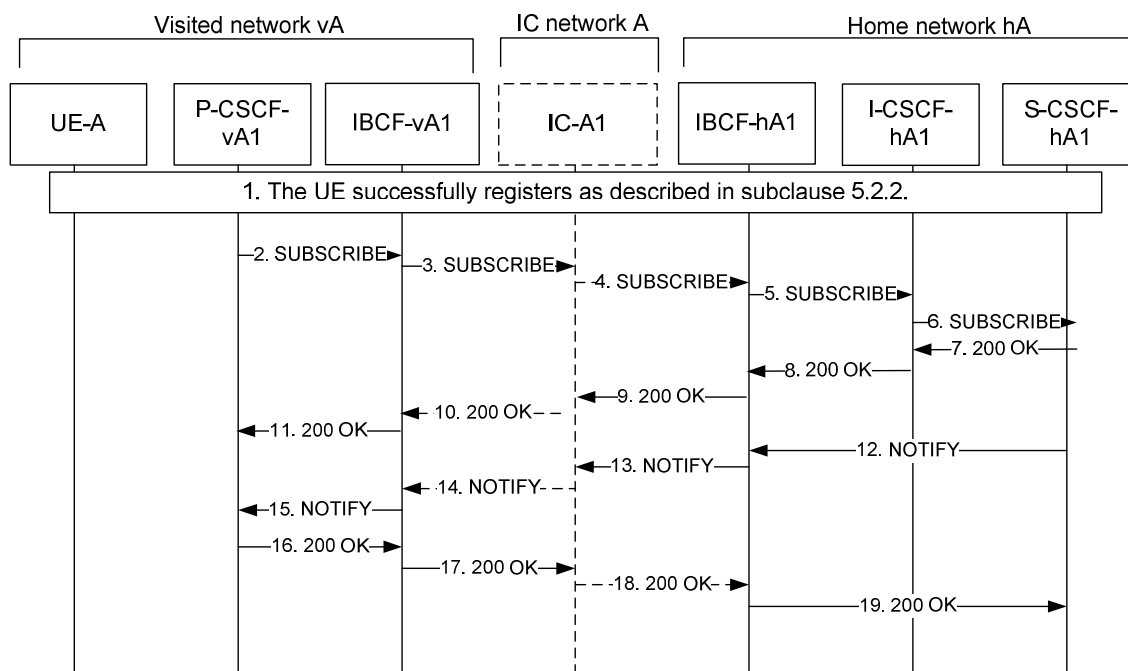 Visited network vA
IC network A
Home network hA
UE-A
P-CSCF-
vA1
IBCF-vA1
IC-A1
IBCF-hA1
I-CSCF-
hA1
S-CSCF-
hA1
1. The UE successfully registers as described in subclause 5.2.2.
2. SUBSCRIBE
3. SUBSCRIBE
4. SUBSCRIBE
5. SUBSCRIBE
6. SUBSCRIBE
7. 200 OK
8. 200 OK
9. 200 OK
10. 200 OK
11. 200 OK
12. NOTIFY
13. NOTIFY
14. NOTIFY
15. NOTIFY
16. 200 OK
17. 200 OK
18. 200 OK
19. 200 OK